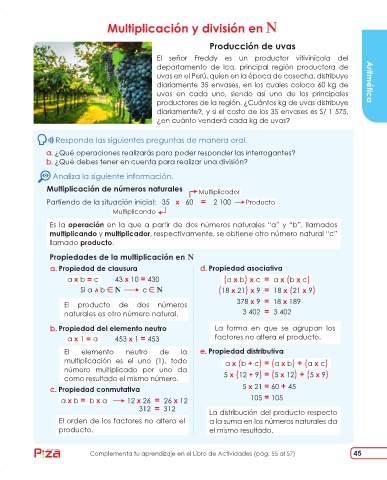 Multiplicación y división en N
Producción de uvas
El señor Freddy es un productor vitivinícola del
departamento de Ica, principal región productora de
uvas en el Perú, quien en la época de cosecha, distribuye
diariamente 35 envases, en los cuales coloca 60 kg de
uvas en cada uno, siendo así uno de los principales
productores de la región. ¿Cuántos kg de uvas distribuye
diariamente?, y si el costo de los 35 envases es S/ 1 575,
¿en cuánto venderá cada kg de uvas?
Aritmética
Responde las siguientes preguntas de manera oral.
a. ¿Qué operaciones realizarás para poder responder las interrogantes?
b. ¿Qué debes tener en cuenta para realizar una división?
Analiza la siguiente información.
Multiplicación de números naturales
Multiplicador
Partiendo de la situación inicial: 35 x 60 = 2 100 → Producto
Multiplicando
Es la operación en la que a partir de dos números naturales “a” y “b”, llamados
multiplicando y multiplicador, respectivamente, se obtiene otro número natural “c”
llamado producto.
Propiedades de la multiplicación en N
a. Propiedad de clausura
a x b = c 43 x 10 = 430
Si a ∧ b ∈ N → c ∈ N
El producto de dos números
naturales es otro número natural.
b. Propiedad del elemento neutro
a x 1 = a 453 x 1 = 453
El elemento neutro de la
multiplicación es el uno (1), todo
número multiplicado por uno da
como resultado el mismo número.
c. Propiedad conmutativa
a x b = b x a → 12 x 26 = 26 x 12
312 = 312
El orden de los factores no altera el
producto.
d. Propiedad asociativa
(a x b) x c = a x (b x c)
(18 x 21) x 9 = 18 x (21 x 9)
378 x 9 = 18 x 189
3 402 = 3 402
La forma en que se agrupan los
factores no altera el producto.
e. Propiedad distributiva
a x (b + c) = (a x b) + (a x c)
5 x (12 + 9) = (5 x 12) + (5 x 9)
5 x 21 = 60 + 45
105 = 105
La distribución del producto respecto
a la suma en los números naturales da
el mismo resultado.
Pizza
Complementa tu aprendizaje en el Libro de Actividades (pág. 55 al 57)
45